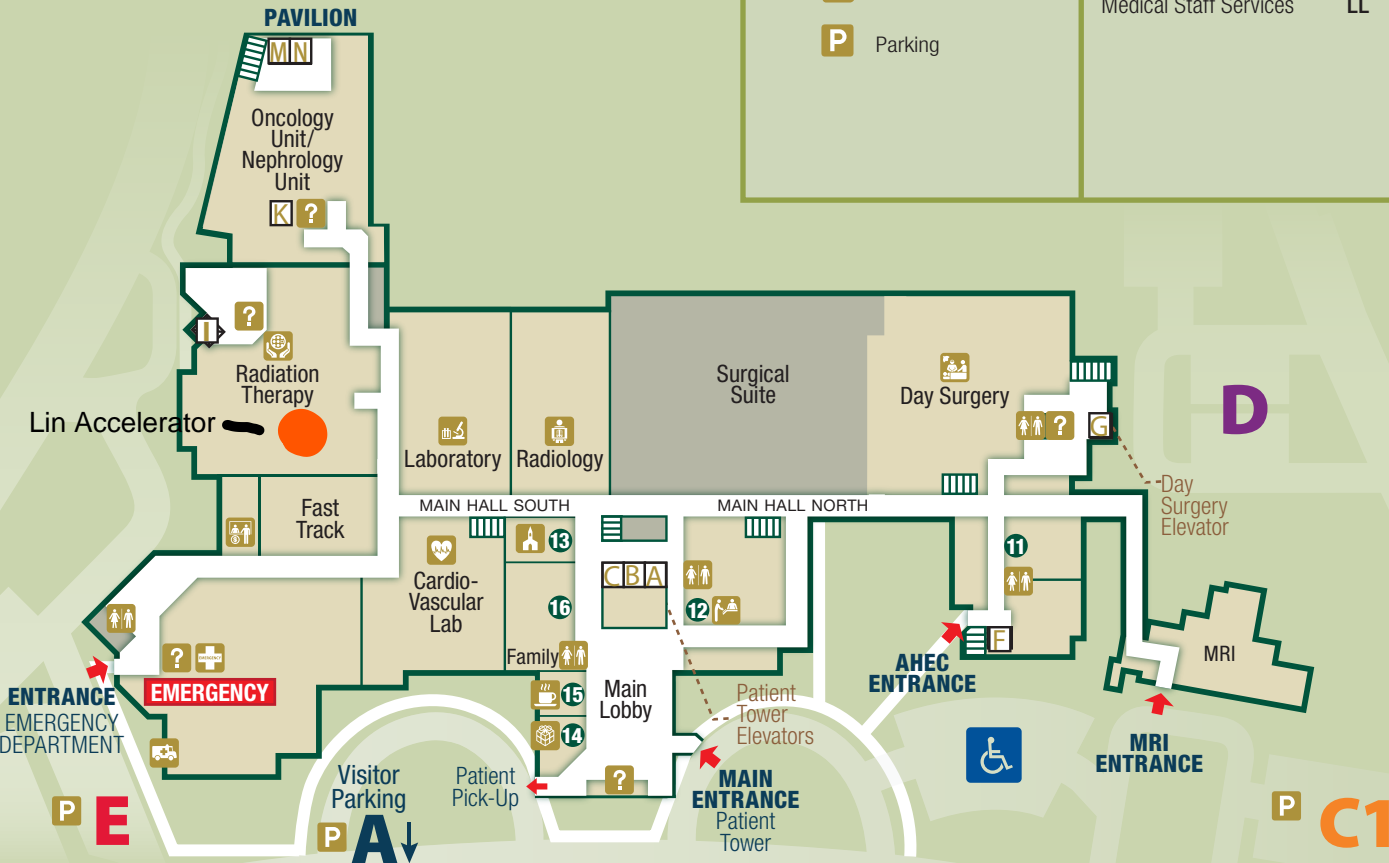 Medical Staff Services LL
P Parking
PAVILION
M N
Oncology
Unit/
Nephrology
Unit
K ?
?
I
Radiation
Therapy
Lin Accelerator
Laboratory
Radiology
Surgical
Suite
Day Surgery
?
G
D
Day
Surgery
Elevator
MAIN HALL SOUTH
MAIN HALL NORTH
Fast
Track
13
11
Cardio-
Vascular
Lab
C B A
16
12
Family
F
MRI
?
EMERGENCY
EMERGENCY
ENTRANCE
EMERGENCY
DEPARTMENT
AHEC
ENTRANCE
15
Main
Lobby
Patient
Tower
Elevators
14
MRI
ENTRANCE
Visitor
Parking
P A
Patient
Pick-Up
?
MAIN
ENTRANCE
Patient
Tower
P E
P C1